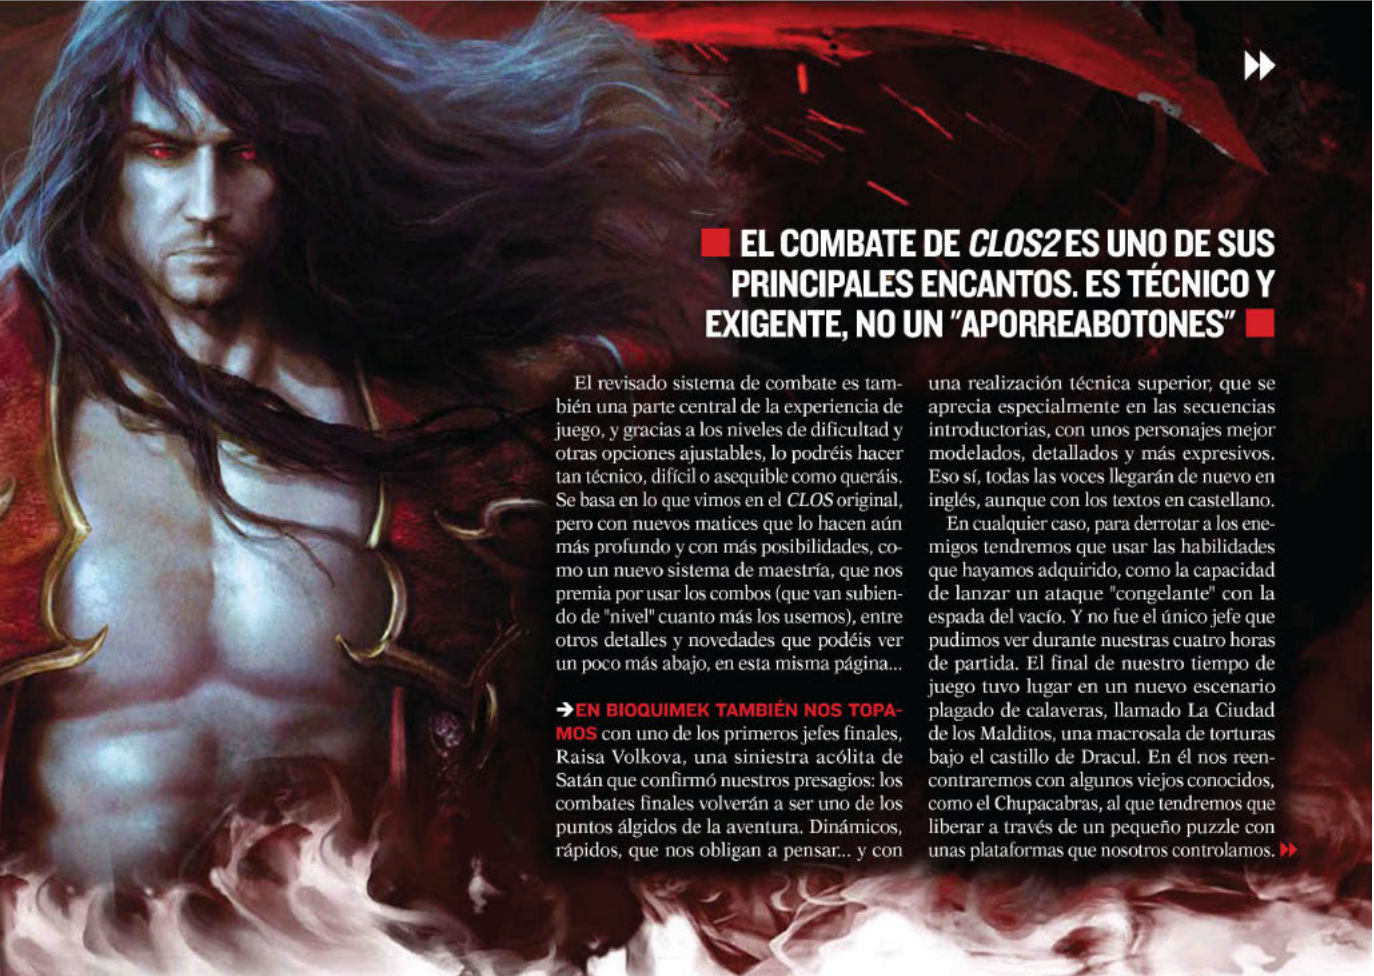 EL COMBATE DE CLOS2 ES UNO DE SUS
PRINCIPALES ENCANTOS. ES TÉCNICO Y
EXIGENTE, NO UN "APORREABOTONES"
El revisado sistema de combate es tam-
bién una parte central de la experiencia de
juego, y gracias a los niveles de dificultad y
otras opciones ajustables, lo podréis hacer
tan técnico, difícil o asequible como queráis.
Se basa en lo que vimos en el CLOS original,
pero con nuevos matices que lo hacen aún
más profundo y con más posibilidades, co-
mo un nuevo sistema de maestría, que nos
premia por usar los combos (que van subien-
do de "nivel" cuanto más los usemos), entre
otros detalles y novedades que podéis ver
un poco más abajo, en esta misma página...
EN BIOQUIMEK TAMBIÉN NOS TOPA-
MOS con uno de los primeros jefes finales,
Raisa Volkova, una siniestra acólita de
Satán que confirmó nuestros presagios: los
combates finales volverán a ser uno de los
puntos álgidos de la aventura. Dinámicos,
rápidos, que nos obligan a pensar... y con
una realización técnica superior, que se
aprecia especialmente en las secuencias
introductorias, con unos personajes mejor
modelados, detallados y más expresivos.
Eso sí, todas las voces llegarán de nuevo en
inglés, aunque con los textos en castellano.
En cualquier caso, para derrotar a los ene-
migos tendremos que usar las habilidades
que hayamos adquirido, como la capacidad
de lanzar un ataque "congelante" con la
espada del vacío. Y no fue el único jefe que
pudimos ver durante nuestras cuatro horas
de partida. El final de nuestro tiempo de
juego tuvo lugar en un nuevo escenario
plagado de calaveras, llamado La Ciudad
de los Malditos, una macrosala de torturas
bajo el castillo de Dracul. En él nos reen-
contraremos con algunos viejos conocidos,
como el Chupacabras, al que tendremos que
liberar a través de un pequeño puzzle con
unas plataformas que nosotros controlamos.